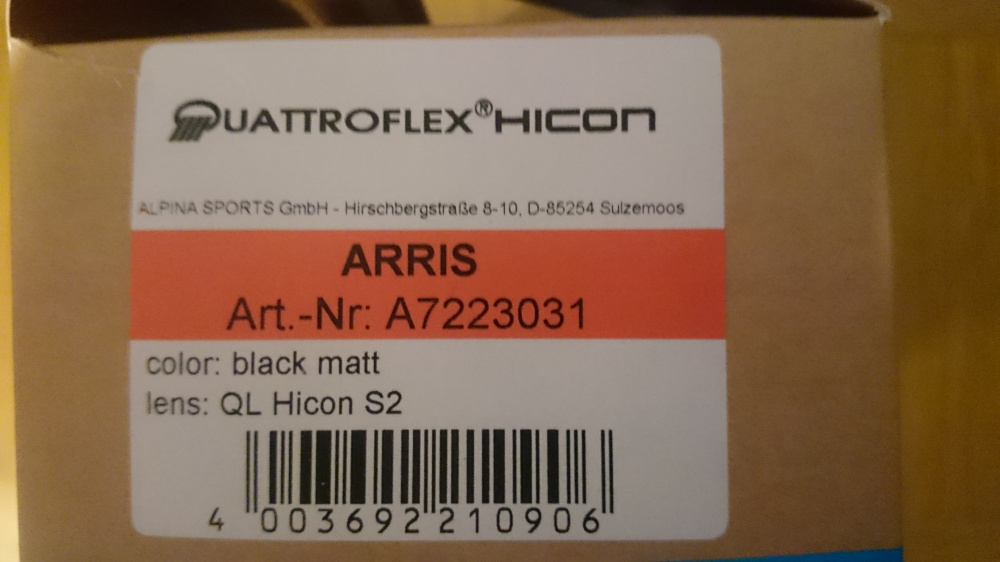 QUATTROFLEX® HICON
ALPINA SPORTS GmbH - Hirschbergstraße 8-10, D-85254 Sulzemoos
ARRIS
Art.-Nr: A7223031
color: black matt
lens: QL Hicon S2
4 003692 210906